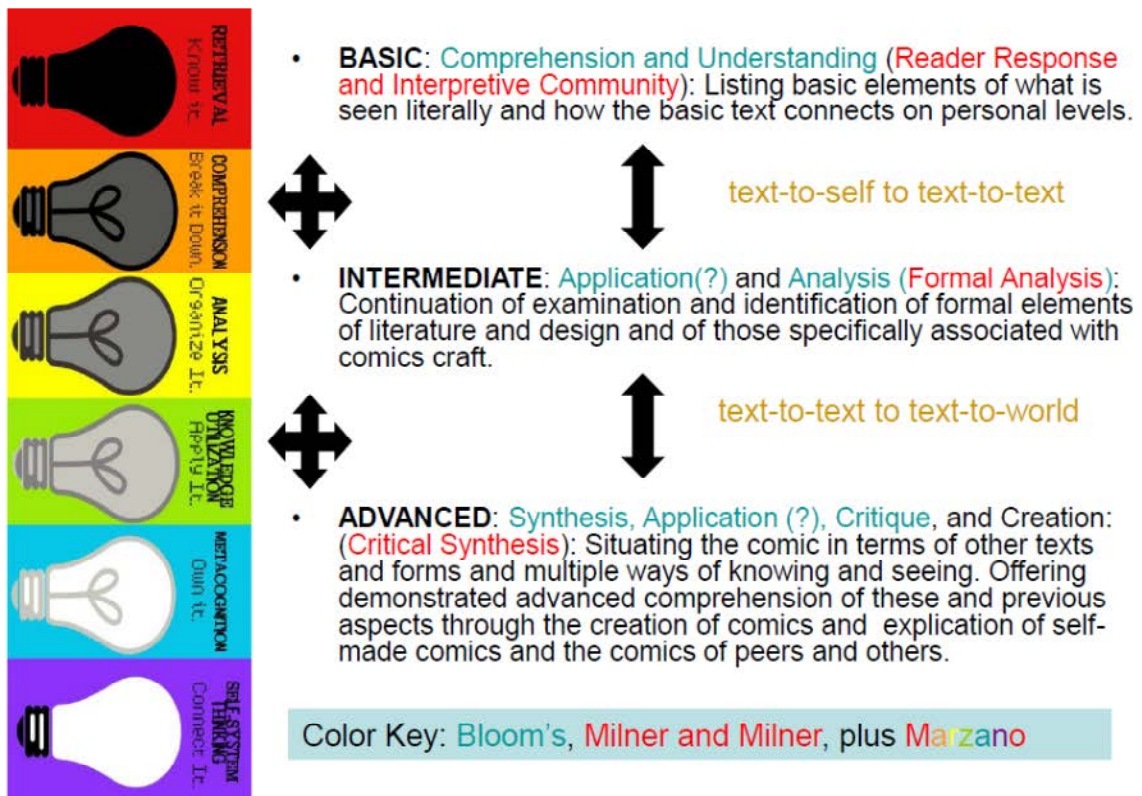 RETRIEVAL
Know it.
COMPREHENSION
Break it Down.
ANALYSIS
Organize It.
KNOWLEDGE
UTILIZATION
Apply It.
METACOGNITION
Own it.
SELF-SYSTEM
THINKING
Connect It.
• BASIC: Comprehension and Understanding (Reader Response
and Interpretive Community): Listing basic elements of what is
seen literally and how the basic text connects on personal levels.
text-to-self to text-to-text
• INTERMEDIATE: Application(?) and Analysis (Formal Analysis):
Continuation of examination and identification of formal elements
of literature and design and of those specifically associated with
comics craft.
text-to-text to text-to-world
• ADVANCED: Synthesis, Application (?), Critique, and Creation:
(Critical Synthesis): Situating the comic in terms of other texts
and forms and multiple ways of knowing and seeing. Offering
demonstrated advanced comprehension of these and previous
aspects through the creation of comics and explication of self-
made comics and the comics of peers and others.
Color Key: Bloom's, Milner and Milner, plus Marzano